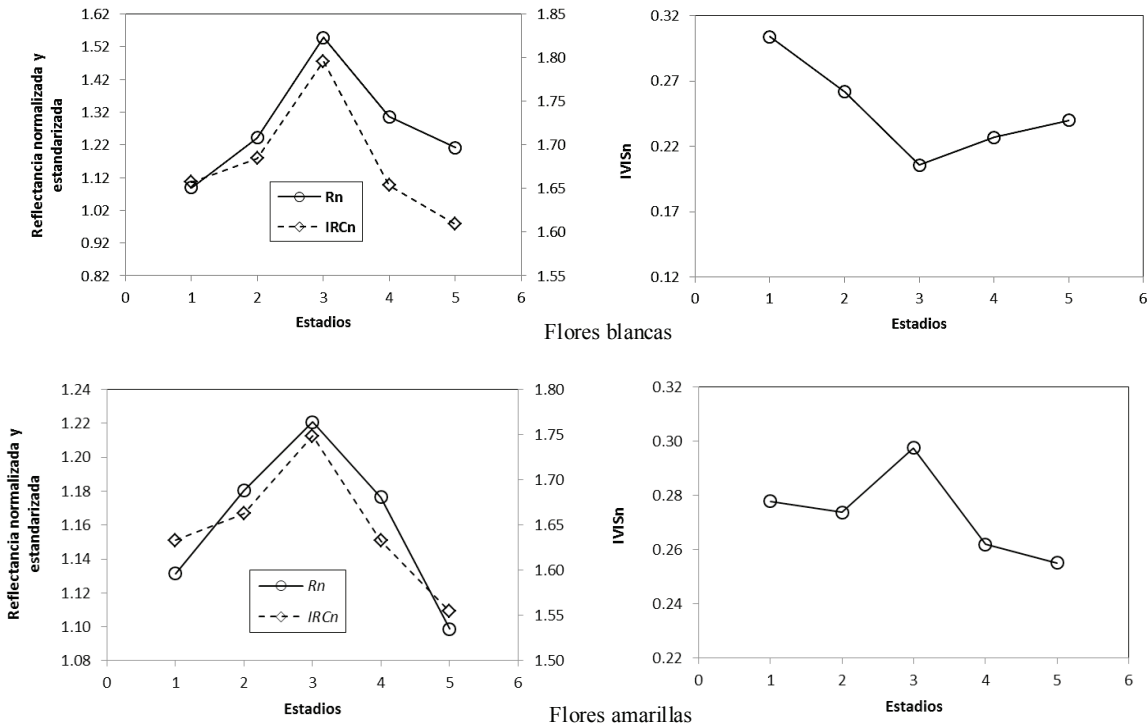 Reflectancia normalizada y
estandarizada
1.62
1.52
1.42
1.32
1.22
1.12
1.02
0.92
0.82
1.85
1.80
1.75
1.70
1.65
1.60
1.55
Rn
IRCn
0 1 2 3 4 5 6
Estadios
IVISn
0.32
0.27
0.22
0.17
0.12
0 1 2 3 4 5 6
Estadios
Flores blancas
Reflectancia normalizada y
estandarizada
1.24
1.22
1.20
1.18
1.16
1.14
1.12
1.10
1.08
1.80
1.75
1.70
1.65
1.60
1.55
1.50
Rn
IRCn
0 1 2 3 4 5 6
Estadios
IVISn
0.32
0.30
0.28
0.26
0.24
0.22
0 1 2 3 4 5 6
Estadios
Flores amarillas